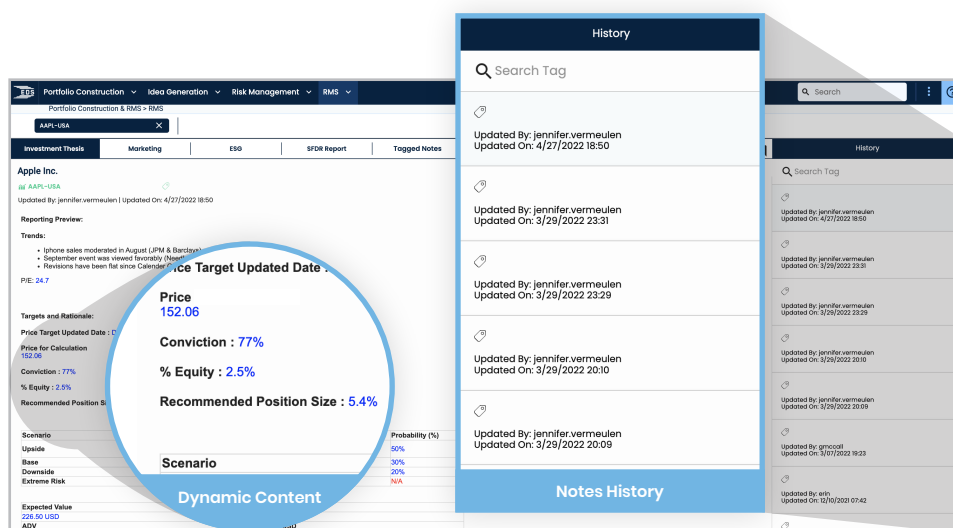 History
Search Tag
Updated By: jennifer.vermeulen
Updated On: 4/27/2022 18:50
Updated By: jennifer.vermeulen
Updated On: 3/29/2022 23:31
Updated By: jennifer.vermeulen
Updated On: 3/29/2022 23:29
Updated By: jennifer.vermeulen
Updated On: 3/29/2022 20:10
Updated By: jennifer.vermeulen
Updated On: 3/29/2022 20:09
Notes History
EDS Portfolio Construction Idea Generation Risk Management RMS
Search
Portfolio Construction & RMS > RMS
AAPL-USA
Investment Thesis Marketing ESG SFDR Report Tagged Notes
Apple Inc.
AAPL-USA
Updated By: jennifer.vermeulen | Updated On: 4/27/2022 18:50
Reporting Preview:
Trends:
Iphone sales moderated in August (JPM & Barclays)
September event was viewed favorably
Revisions have been flat since Calender
P/E: 24.7
Targets and Rationale:
Price Target Updated Date :
Price for Calculation
152.06
Conviction : 77%
% Equity : 2.5%
Recommended Position
Scenario
Probability (%)
Upside
50%
Base
30%
Downside
20%
Extreme Risk
N/A
Expected Value
226.50 USD
ADV
Price Target Updated Date :
Price
152.06
Conviction : 77%
% Equity : 2.5%
Recommended Position Size : 5.4%
Scenario
Dynamic Content
History
Search Tag
Updated By: jennifer.vermeulen
Updated On: 4/27/2022 18:50
Updated By: jennifer.vermeulen
Updated On: 3/29/2022 23:31
Updated By: jennifer.vermeulen
Updated On: 3/29/2022 23:29
Updated By: jennifer.vermeulen
Updated On: 3/29/2022 20:10
Updated By: jennifer.vermeulen
Updated On: 3/29/2022 20:09
Updated By: gmccall
Updated On: 3/07/2022 19:23
Updated By: erin
Updated On: 12/10/2021 07:42